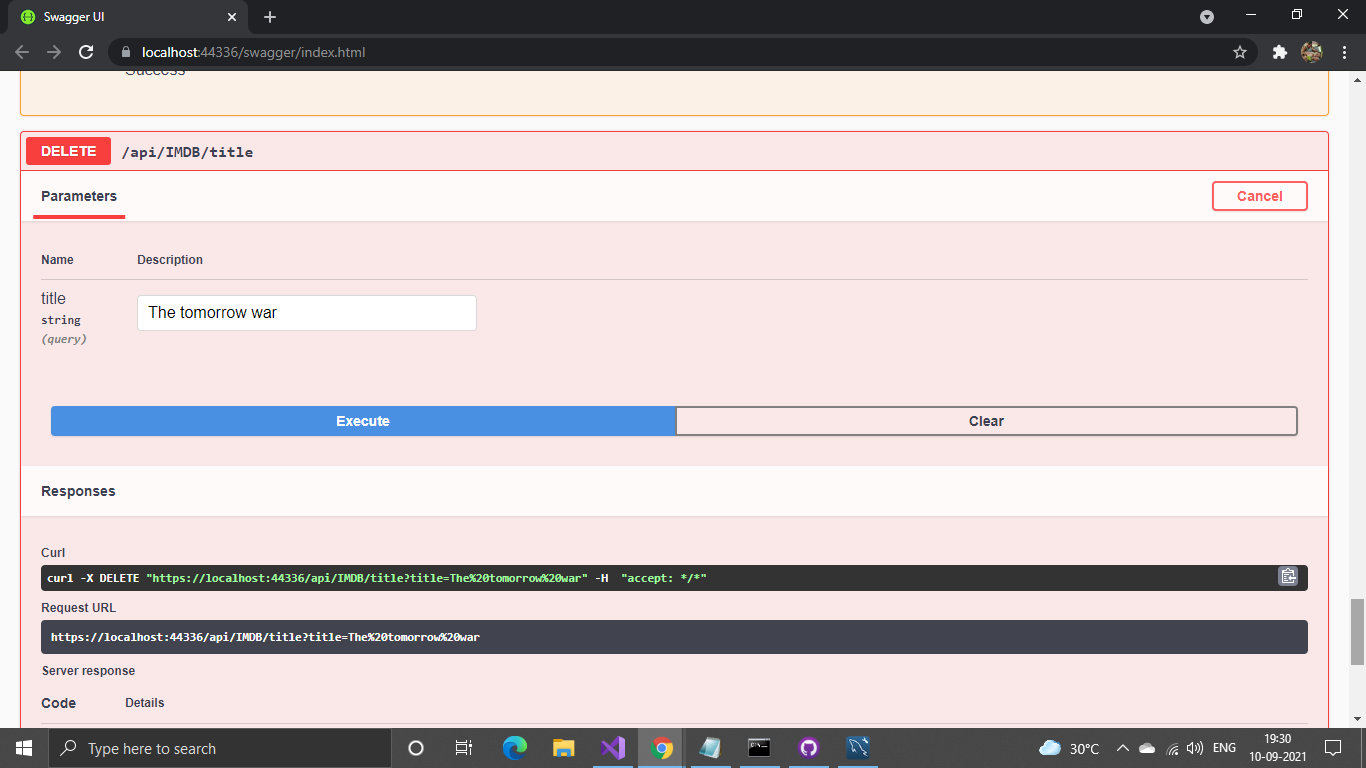 Swagger UI
localhost:44336/swagger/index.html
Success
DELETE /api/IMDB/title
Parameters
Cancel
Name Description
title
string
(query)
The tomorrow war
Execute
Clear
Responses
Curl
curl -X DELETE "https://localhost:44336/api/IMDB/title?title=The%20tomorrow%20war" -H  "accept: */*"
Request URL
https://localhost:44336/api/IMDB/title?title=The%20tomorrow%20war
Server response
Code Details
Type here to search
30°C
ENG
19:30
10-09-2021